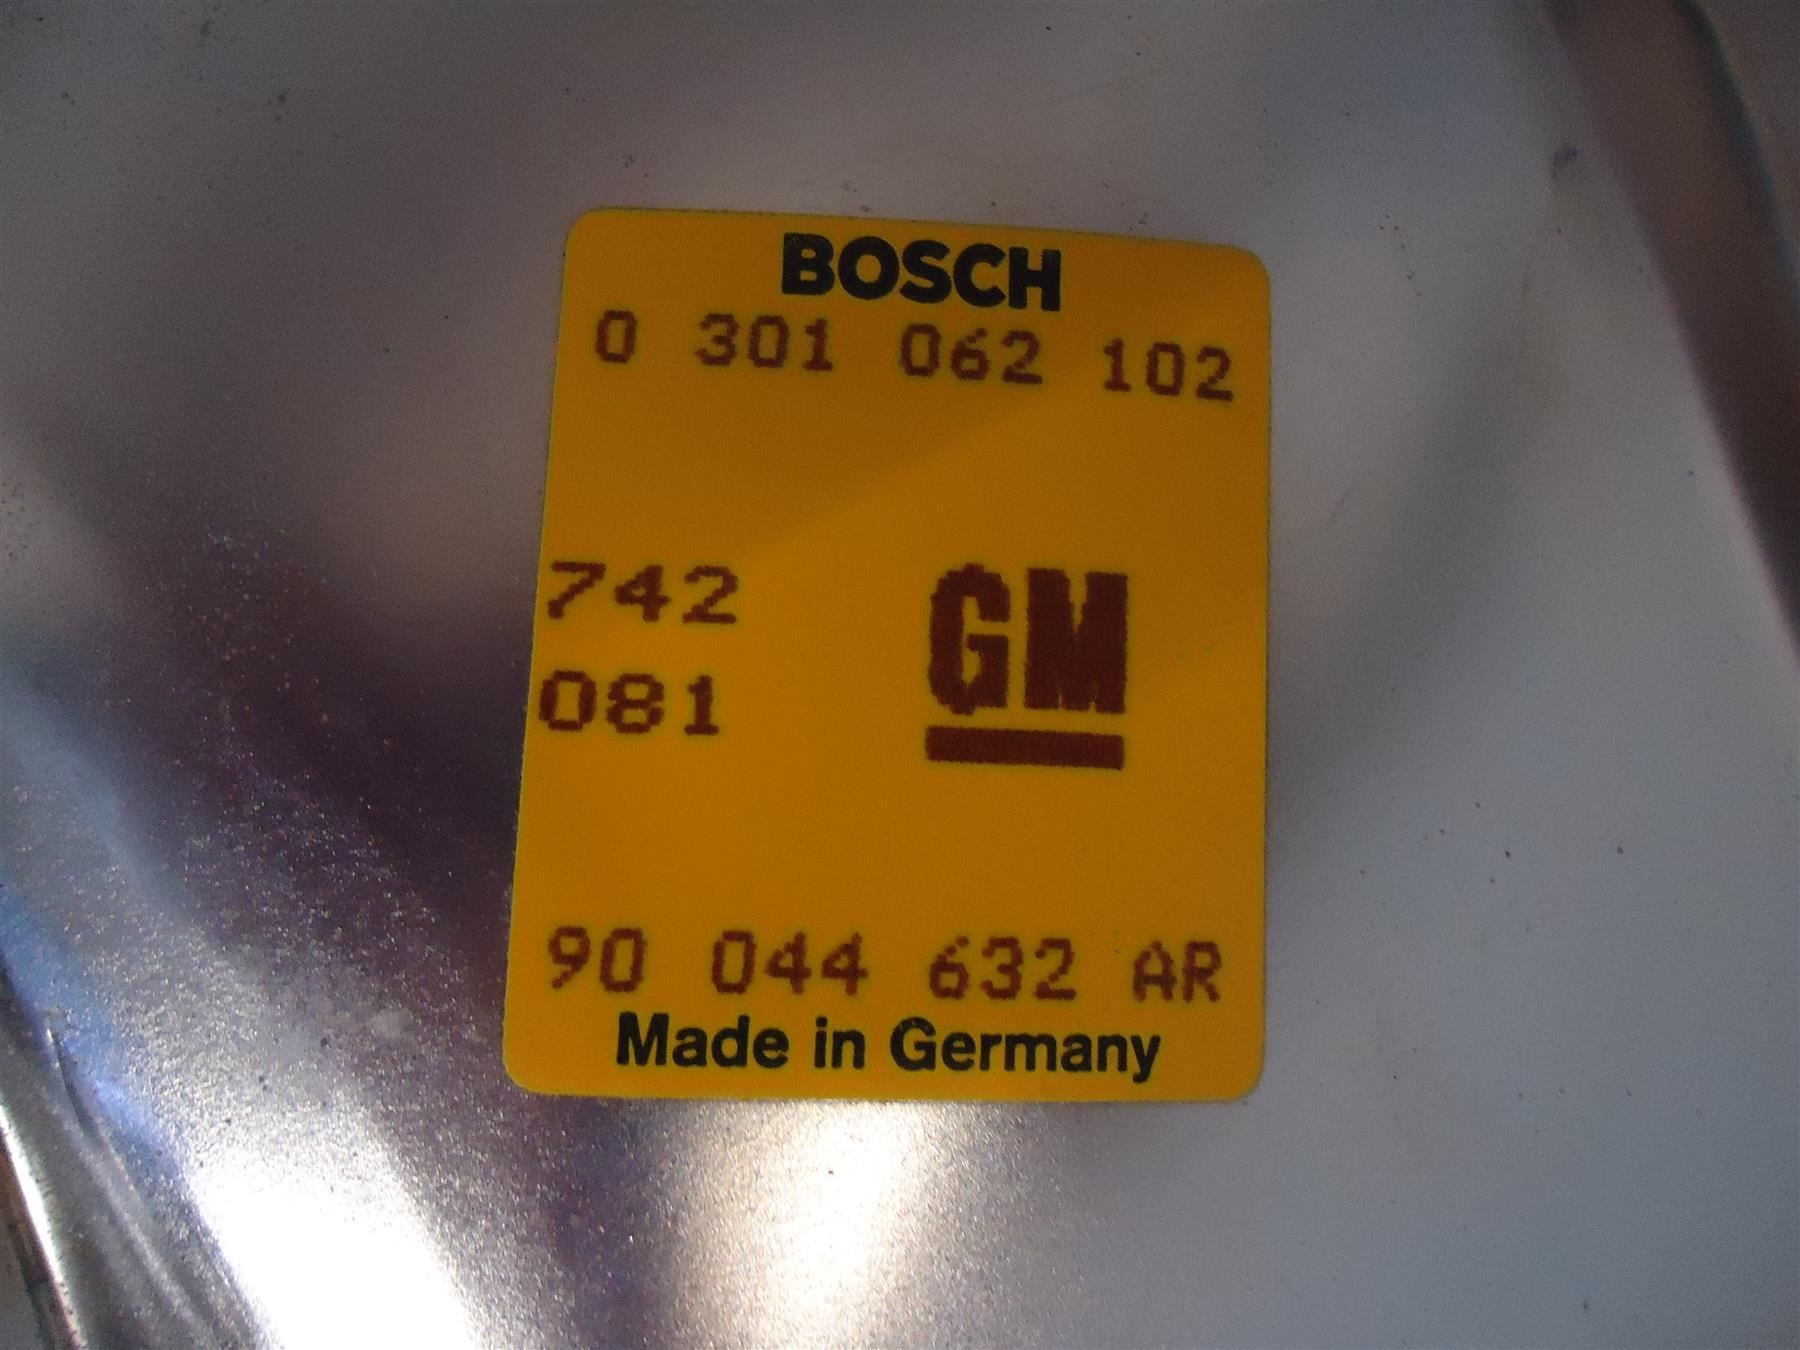 BOSCH
0 301 062 102
742
GM
081
90 044 632 AR
Made in Germany